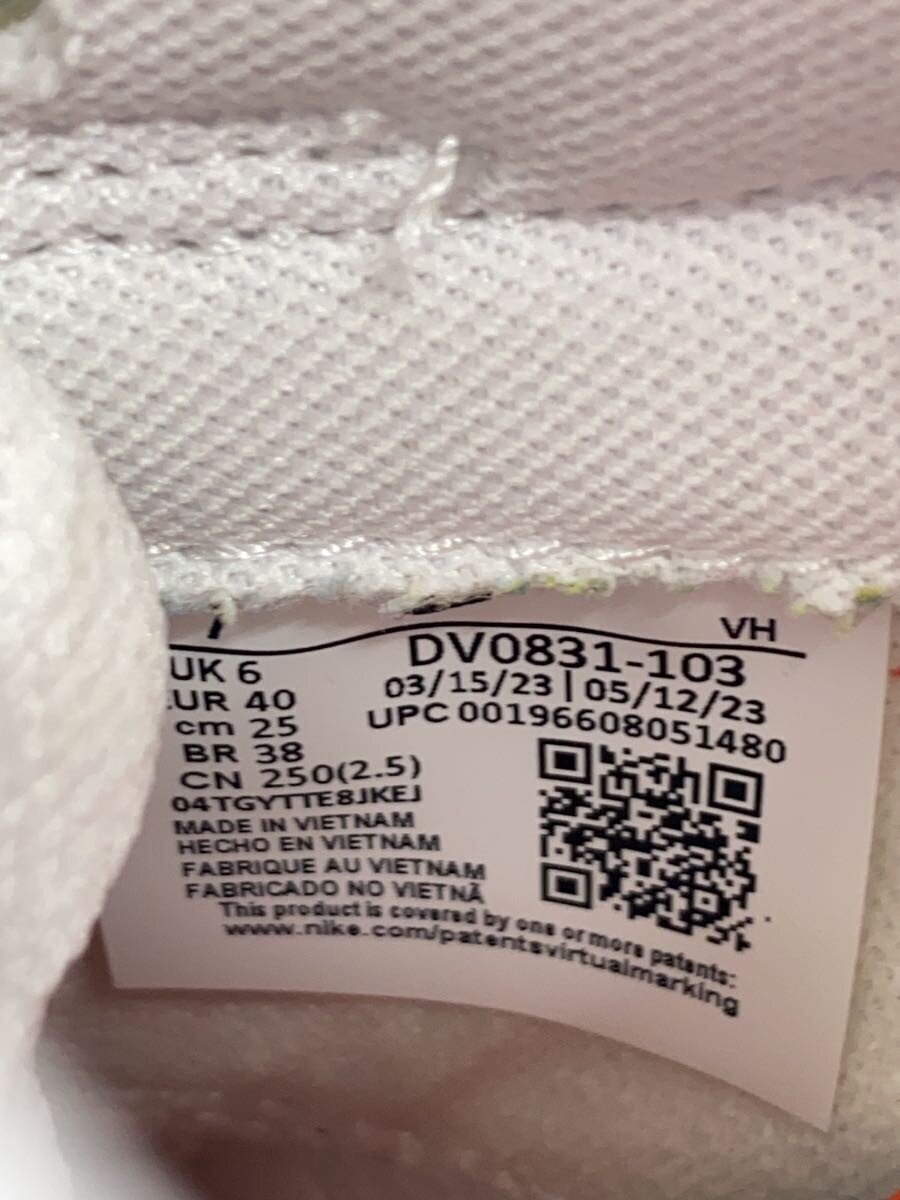 VH
UK 6
EUR 40
cm 25
BR 38
CN 250(2.5)
04TGYTTE8JKEJ
DV0831-103
03/15/23 | 05/12/23
UPC 00196608051480
MADE IN VIETNAM
HECHO EN VIETNAM
FABRIQUE AU VIETNAM
FABRICADO NO VIETNÃ
This product is covered by one or more patents:
www.nike.com/patentsvirtualmarking